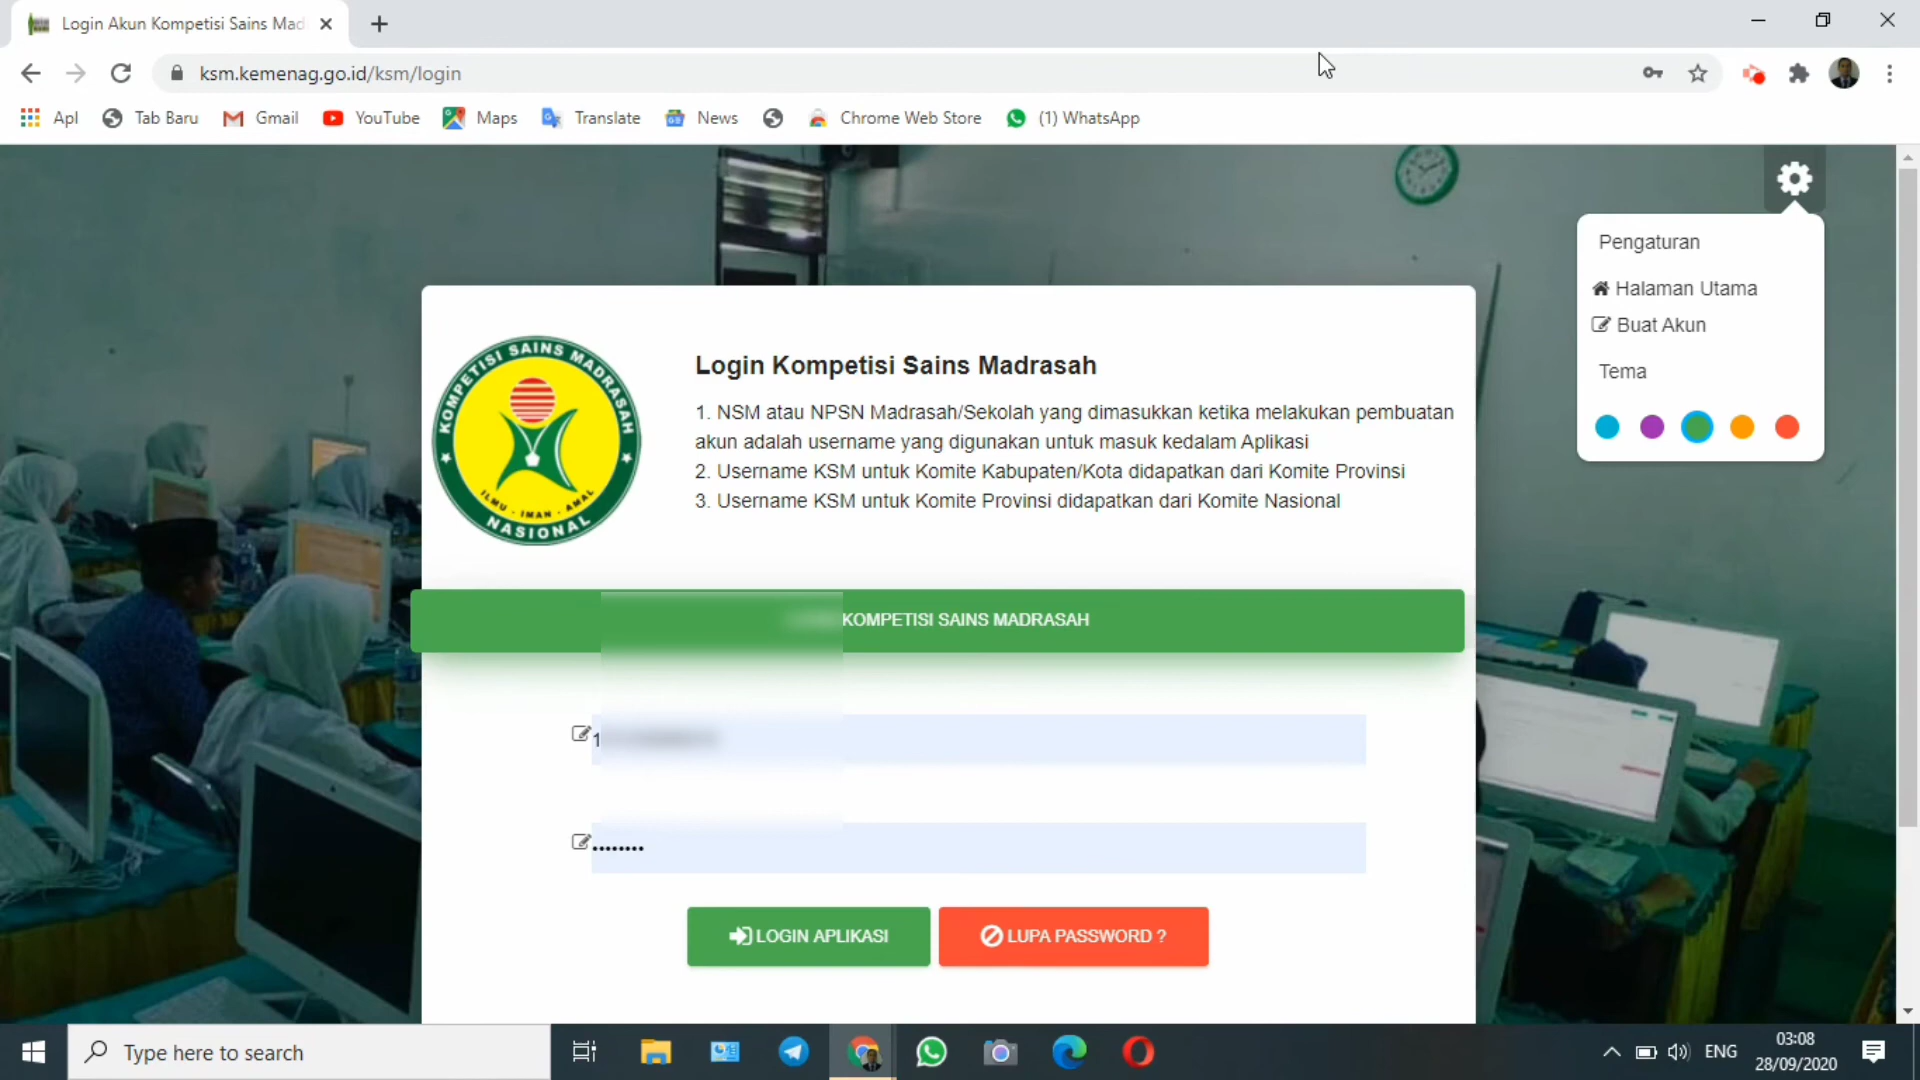 Login Akun Kompetisi Sains Mad
ksm.kemenag.go.id/ksm/login
Apl Tab Baru Gmail YouTube Maps Translate News Chrome Web Store (1) WhatsApp
Pengaturan
Halaman Utama
Buat Akun
Tema
KOMPETISI SAINS MADRASAH
ILMU - IMAN - AMAL
NASIONAL
Login Kompetisi Sains Madrasah
1. NSM atau NPSN Madrasah/Sekolah yang dimasukkan ketika melakukan pembuatan
akun adalah username yang digunakan untuk masuk kedalam Aplikasi
2. Username KSM untuk Komite Kabupaten/Kota didapatkan dari Komite Provinsi
3. Username KSM untuk Komite Provinsi didapatkan dari Komite Nasional
KOMPETISI SAINS MADRASAH
1
••••••••
LOGIN APLIKASI
LUPA PASSWORD ?
Type here to search
ENG
03:08
28/09/2020